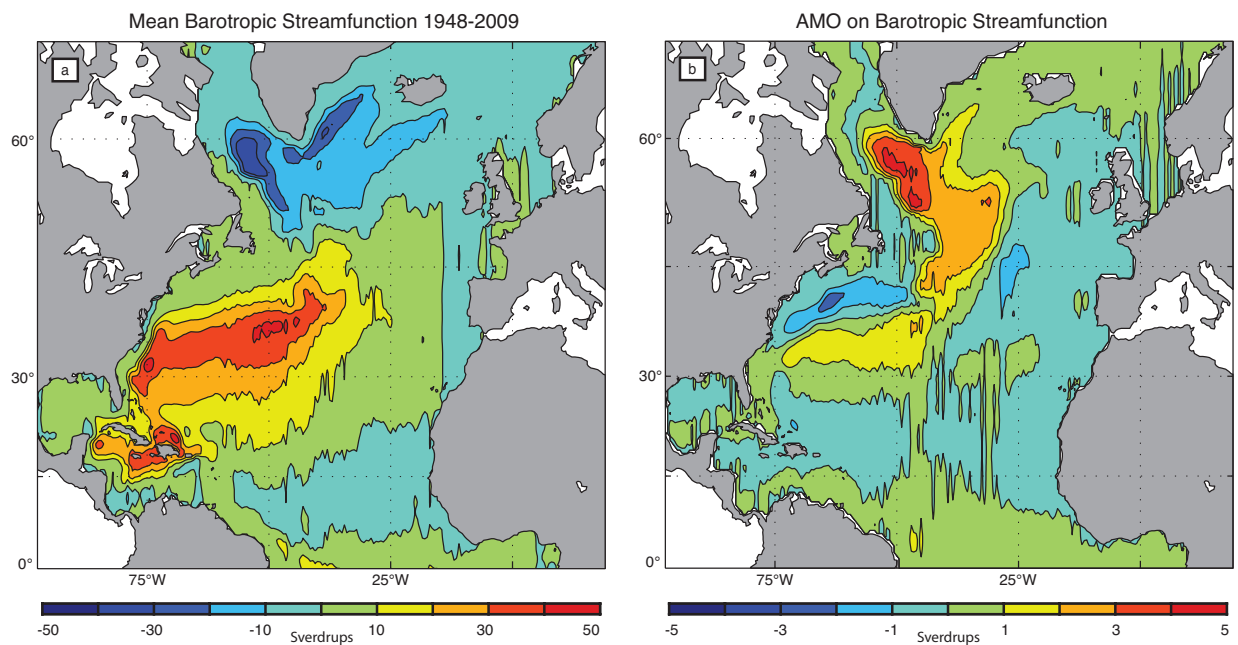 Mean Barotropic Streamfunction 1948-2009
a
60°
30°
0°
75°W 25°W
-50 -30 -10 10 30 50
Sverdrups
AMO on Barotropic Streamfunction
b
60°
30°
0°
75°W 25°W
-5 -3 -1 1 3 5
Sverdrups